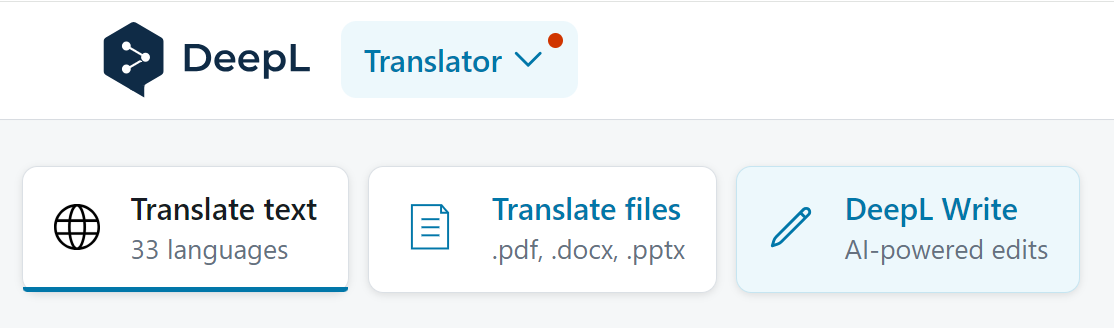 DeepL
Translator
Translate text
33 languages
Translate files
.pdf, .docx, .pptx
DeepL Write
AI-powered edits